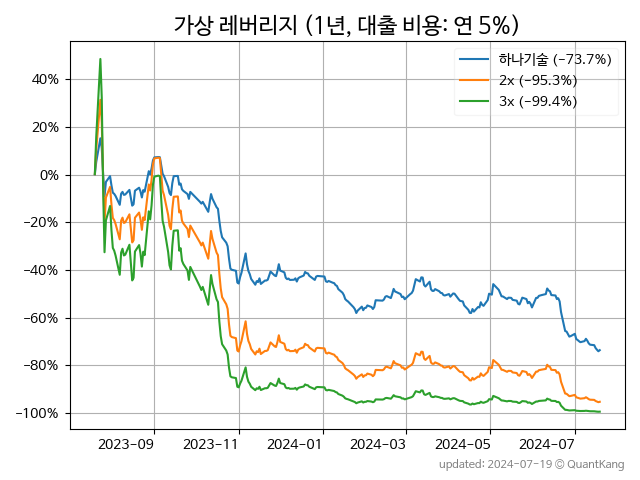 가상 레버리지 (1년, 대출 비용: 연 5%)
하나기술 (−73.7%)
2x (−95.3%)
3x (−99.4%)
40%
20%
0%
−20%
−40%
−60%
−80%
−100%
2023-09 2023-11 2024-01 2024-03 2024-05 2024-07
updated: 2024-07-19 © QuantKang